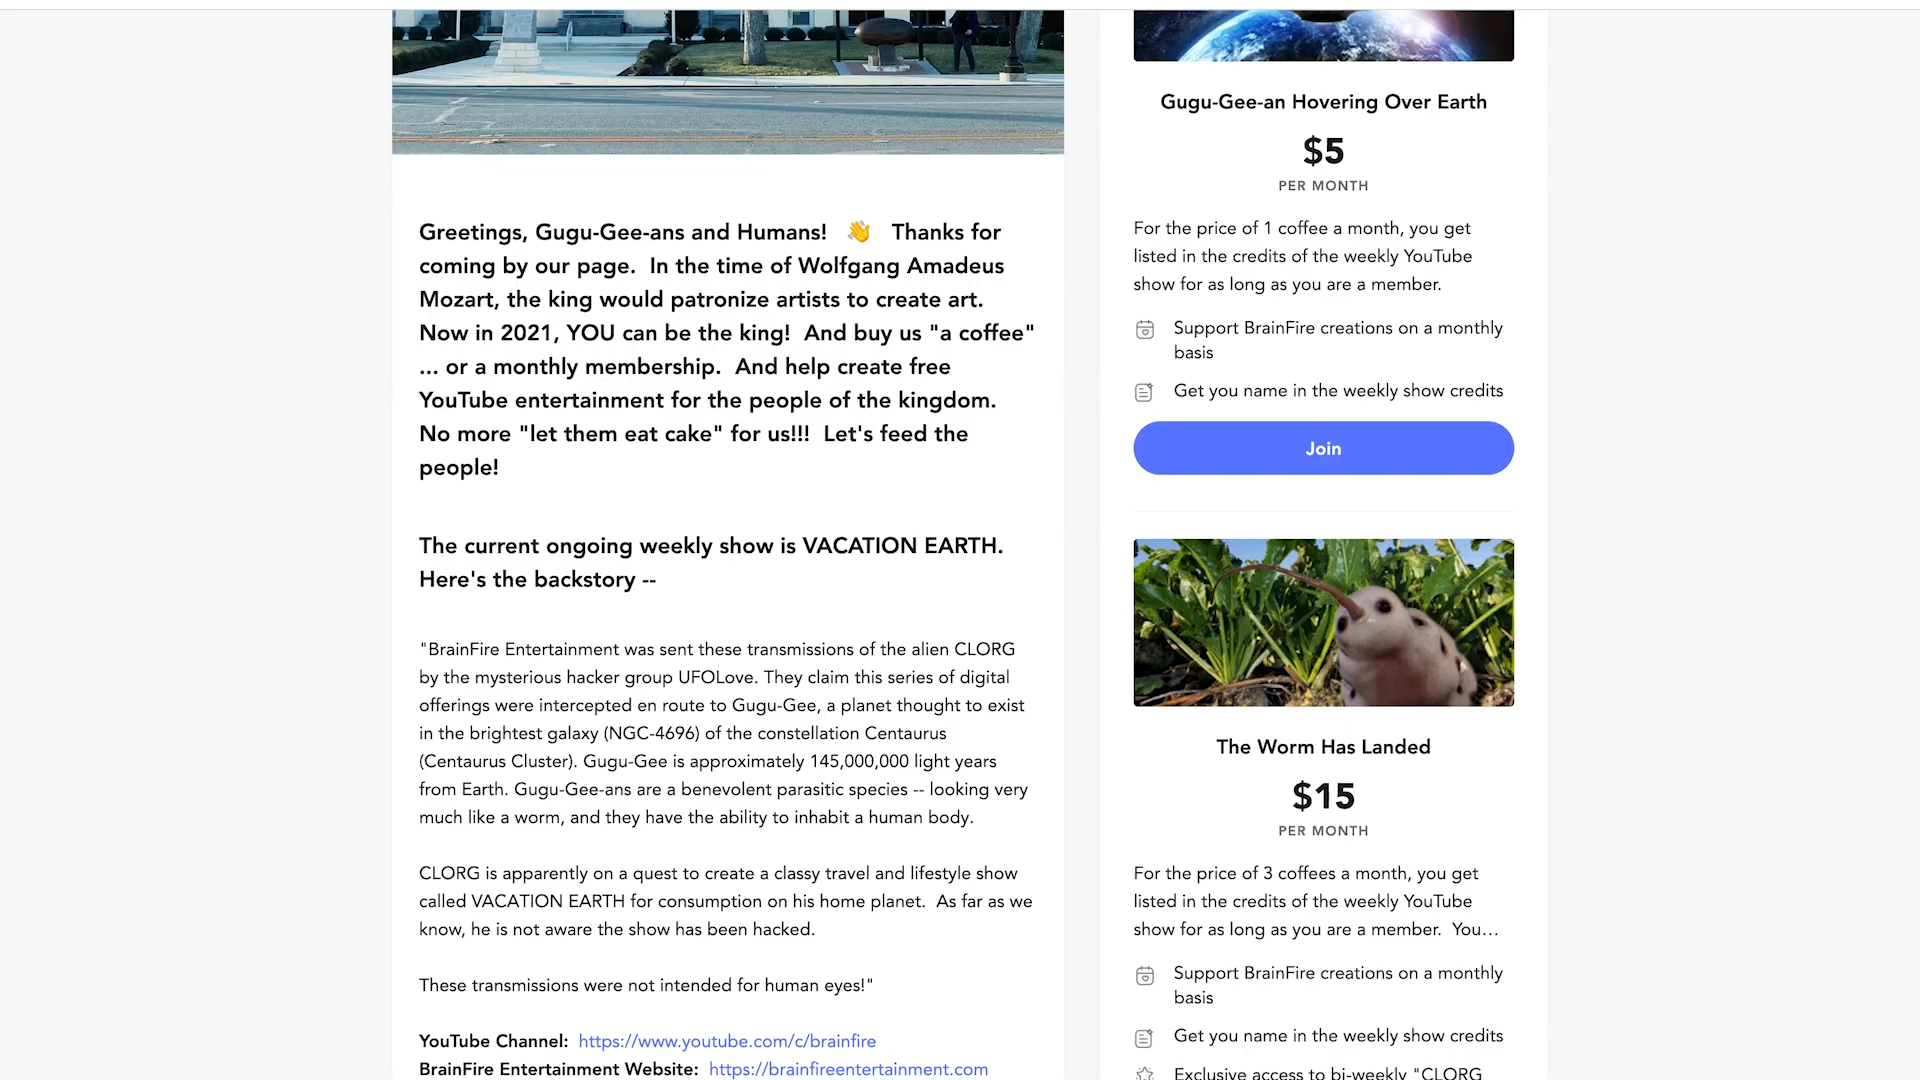 Greetings, Gugu-Gee-ans and Humans! 👋 Thanks for
coming by our page. In the time of Wolfgang Amadeus
Mozart, the king would patronize artists to create art.
Now in 2021, YOU can be the king! And buy us "a coffee"
... or a monthly membership. And help create free
YouTube entertainment for the people of the kingdom.
No more "let them eat cake" for us!!! Let's feed the
people!
The current ongoing weekly show is VACATION EARTH.
Here's the backstory --
"BrainFire Entertainment was sent these transmissions of the alien CLORG
by the mysterious hacker group UFOLove. They claim this series of digital
offerings were intercepted en route to Gugu-Gee, a planet thought to exist
in the brightest galaxy (NGC-4696) of the constellation Centaurus
(Centaurus Cluster). Gugu-Gee is approximately 145,000,000 light years
from Earth. Gugu-Gee-ans are a benevolent parasitic species -- looking very
much like a worm, and they have the ability to inhabit a human body.
CLORG is apparently on a quest to create a classy travel and lifestyle show
called VACATION EARTH for consumption on his home planet. As far as we
know, he is not aware the show has been hacked.
These transmissions were not intended for human eyes!"
YouTube Channel: https://www.youtube.com/c/brainfire
BrainFire Entertainment Website: https://brainfireentertainment.com
Gugu-Gee-an Hovering Over Earth
$5
PER MONTH
For the price of 1 coffee a month, you get
listed in the credits of the weekly YouTube
show for as long as you are a member.
Support BrainFire creations on a monthly
basis
Get you name in the weekly show credits
Join
The Worm Has Landed
$15
PER MONTH
For the price of 3 coffees a month, you get
listed in the credits of the weekly YouTube
show for as long as you are a member. You...
Support BrainFire creations on a monthly
basis
Get you name in the weekly show credits
Exclusive access to bi-weekly "CLORG